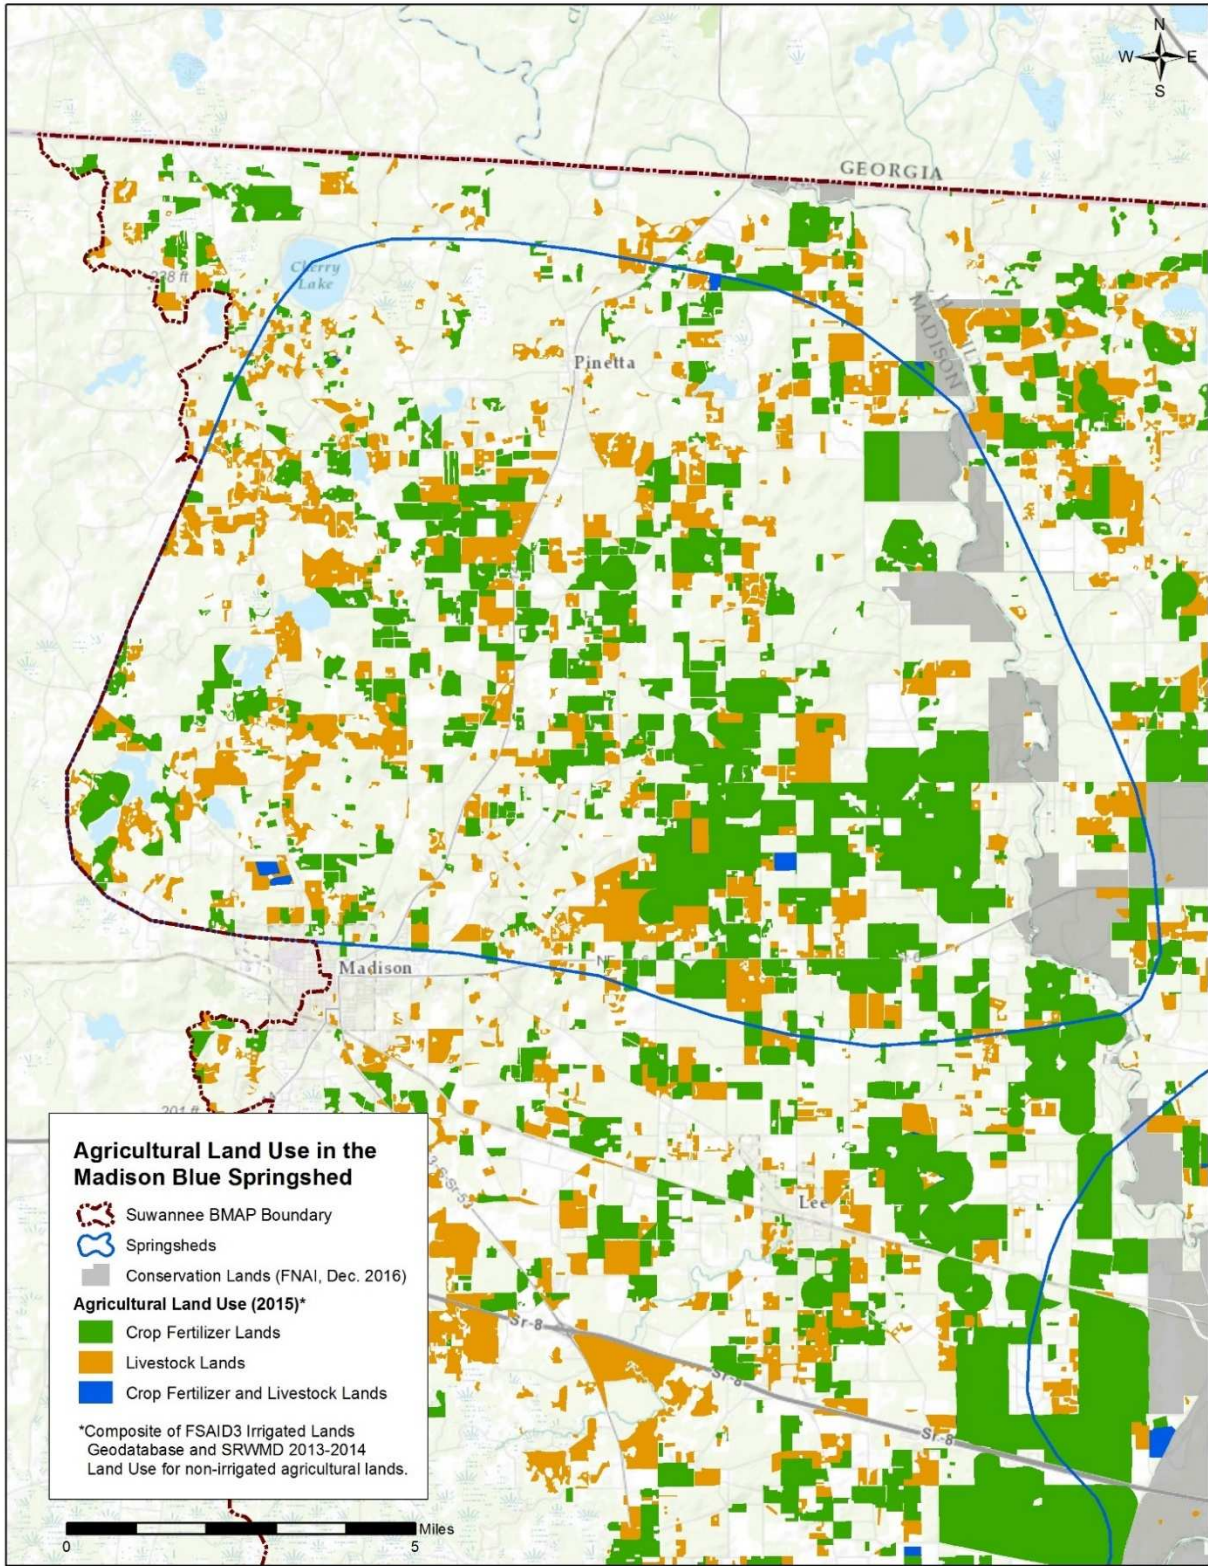 N
W E
S
GEORGIA
238 ft
Cherry
Lake
MADISON
Pinetta
Madison
201 ft
Lee
Sr-8
Sr-8
Sr-8
Agricultural Land Use in the
Madison Blue Springshed
Suwannee BMAP Boundary
Springsheds
Conservation Lands (FNAI, Dec. 2016)
Agricultural Land Use (2015)*
Crop Fertilizer Lands
Livestock Lands
Crop Fertilizer and Livestock Lands
*Composite of FSAID3 Irrigated Lands
Geodatabase and SRWMD 2013-2014
Land Use for non-irrigated agricultural lands.
Miles
0 5